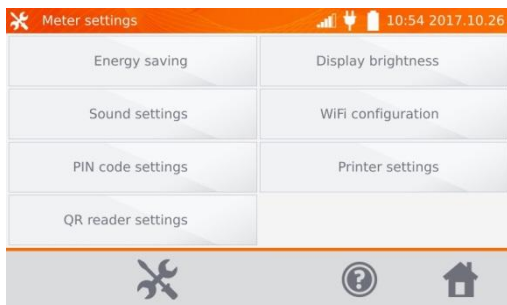 Meter settings 10:54 2017.10.26
Energy saving Display brightness
Sound settings WiFi configuration
PIN code settings Printer settings
QR reader settings
?